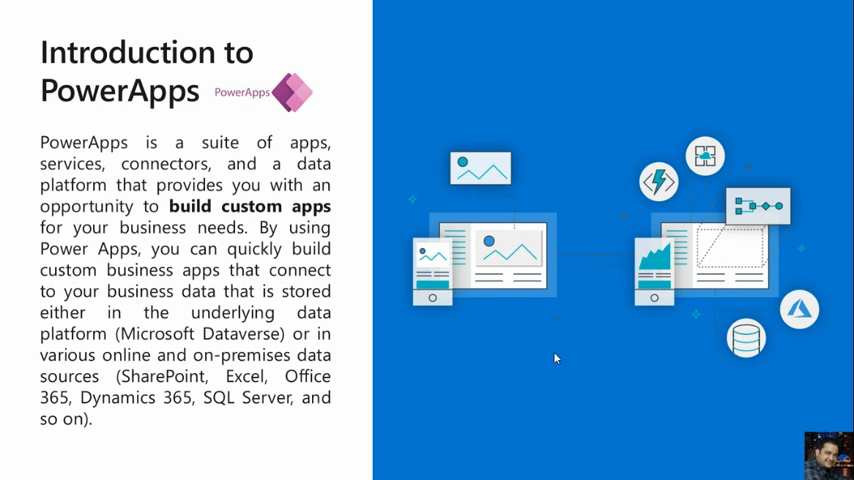 Introduction to
PowerApps
PowerApps
PowerApps is a suite of apps,
services, connectors, and a data
platform that provides you with an
opportunity to build custom apps
for your business needs. By using
Power Apps, you can quickly build
custom business apps that connect
to your business data that is stored
either in the underlying data
platform (Microsoft Dataverse) or in
various online and on-premises data
sources (SharePoint, Excel, Office
365, Dynamics 365, SQL Server, and
so on).